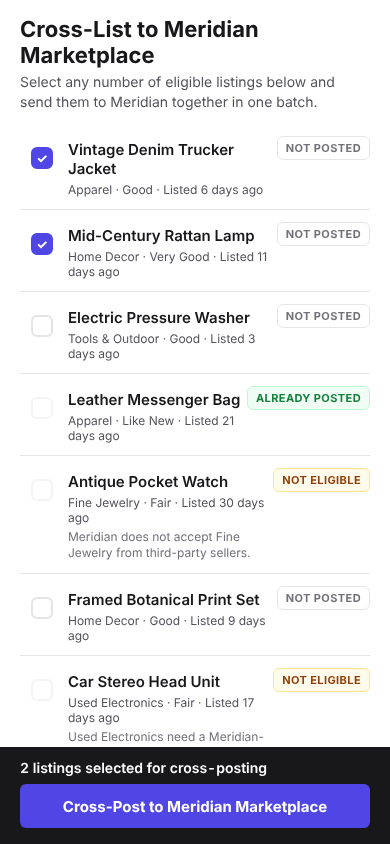 Cross-List to Meridian
Marketplace
Select any number of eligible listings below and
send them to Meridian together in one batch.
Vintage Denim Trucker
Jacket
NOT POSTED
Apparel · Good · Listed 6 days ago
Mid-Century Rattan Lamp
NOT POSTED
Home Decor · Very Good · Listed 11
days ago
Electric Pressure Washer
NOT POSTED
Tools & Outdoor · Good · Listed 3
days ago
Leather Messenger Bag
ALREADY POSTED
Apparel · Like New · Listed 21
days ago
Antique Pocket Watch
NOT ELIGIBLE
Fine Jewelry · Fair · Listed 30 days
ago
Meridian does not accept Fine
Jewelry from third-party sellers.
Framed Botanical Print Set
NOT POSTED
Home Decor · Good · Listed 9 days
ago
Car Stereo Head Unit
NOT ELIGIBLE
Used Electronics · Fair · Listed 17
days ago
Used Electronics need a Meridian-
2 listings selected for cross-posting
Cross-Post to Meridian Marketplace